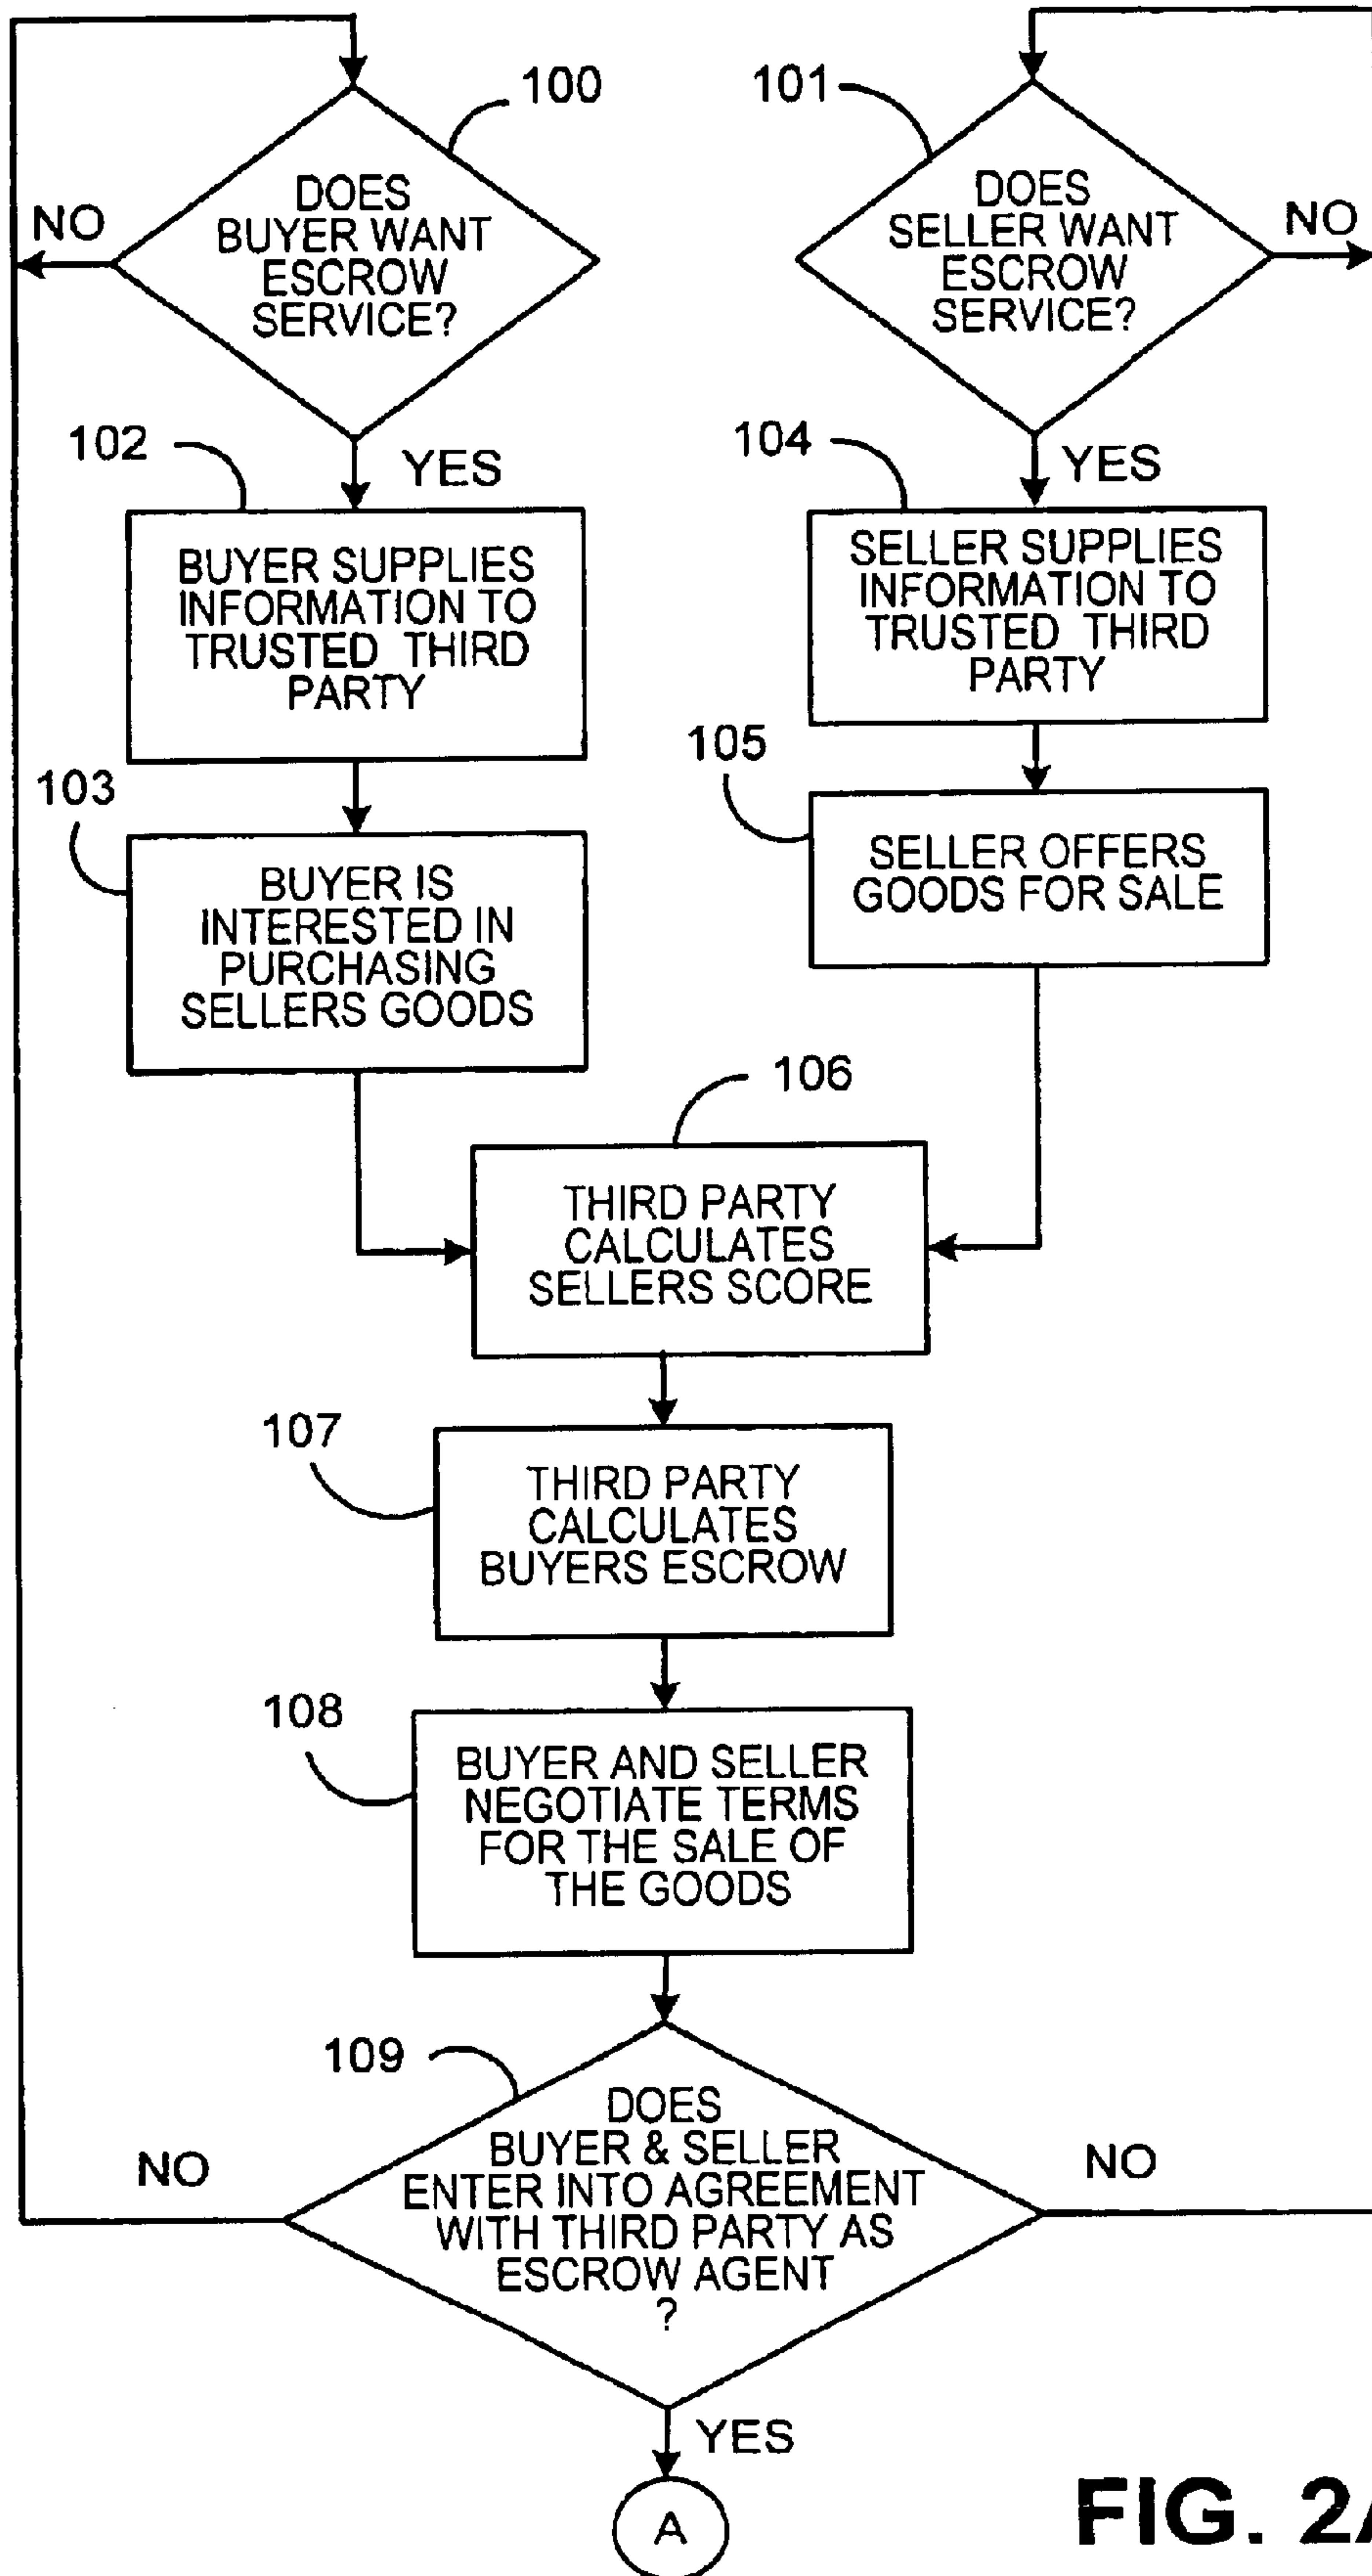 100
DOES
BUYER WANT
ESCROW
SERVICE?
NO
YES
101
DOES
SELLER WANT
ESCROW
SERVICE?
NO
YES
102
BUYER SUPPLIES
INFORMATION TO
TRUSTED THIRD
PARTY
104
SELLER SUPPLIES
INFORMATION TO
TRUSTED THIRD
PARTY
103
BUYER IS
INTERESTED IN
PURCHASING
SELLERS GOODS
105
SELLER OFFERS
GOODS FOR SALE
106
THIRD PARTY
CALCULATES
SELLERS SCORE
107
THIRD PARTY
CALCULATES
BUYERS ESCROW
108
BUYER AND SELLER
NEGOTIATE TERMS
FOR THE SALE OF
THE GOODS
109
DOES
BUYER & SELLER
ENTER INTO AGREEMENT
WITH THIRD PARTY AS
ESCROW AGENT
?
NO
NO
YES
A
FIG. 2A